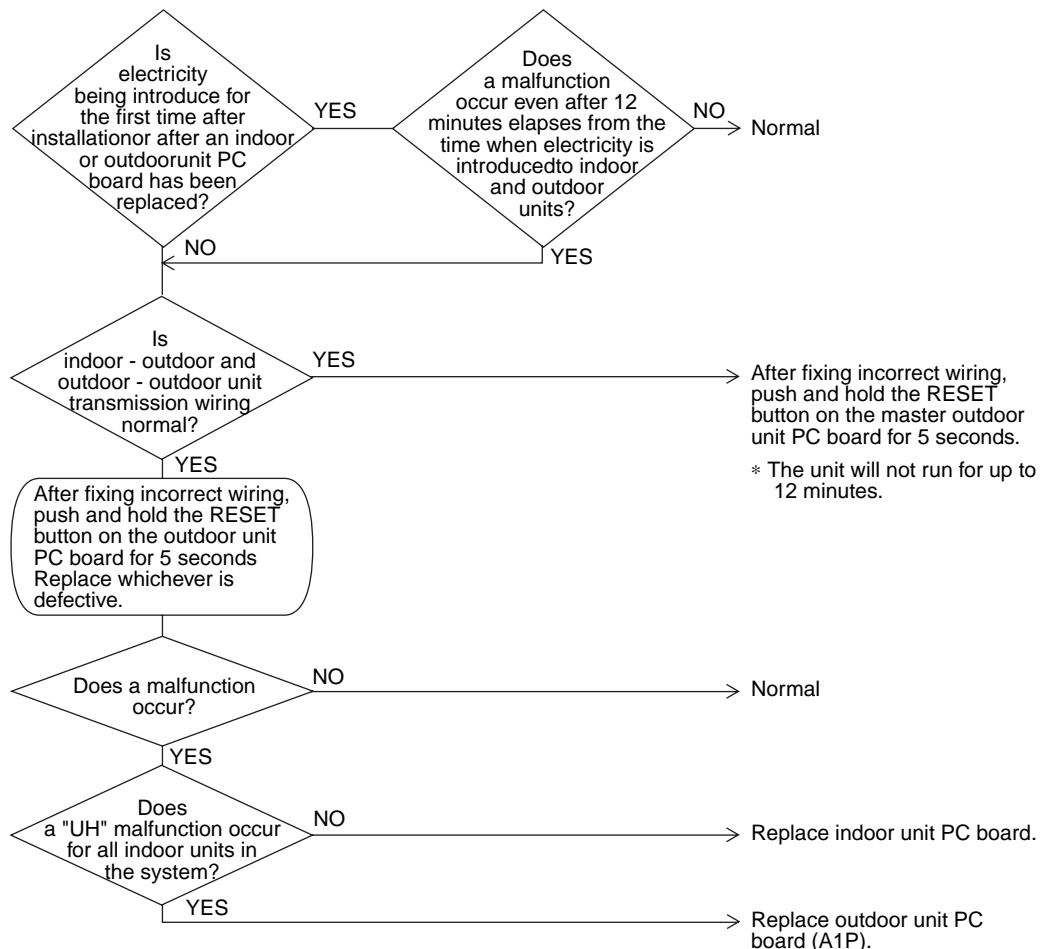 Is
electricity
being introduce for
the first time after
installationor after an indoor
or outdoorunit PC
board has been
replaced?
YES
Does
a malfunction
occur even after 12
minutes elapses from the
time when electricity is
introducedto indoor
and outdoor
units?
NO
Normal
NO
YES
Is
indoor - outdoor and
outdoor - outdoor unit
transmission wiring
normal?
YES
After fixing incorrect wiring,
push and hold the RESET
button on the master outdoor
unit PC board for 5 seconds.
* The unit will not run for up to
12 minutes.
YES
After fixing incorrect wiring,
push and hold the RESET
button on the outdoor unit
PC board for 5 seconds
Replace whichever is
defective.
Does a malfunction
occur?
NO
Normal
YES
Does
a "UH" malfunction occur
for all indoor units in
the system?
NO
Replace indoor unit PC board.
YES
Replace outdoor unit PC
board (A1P).